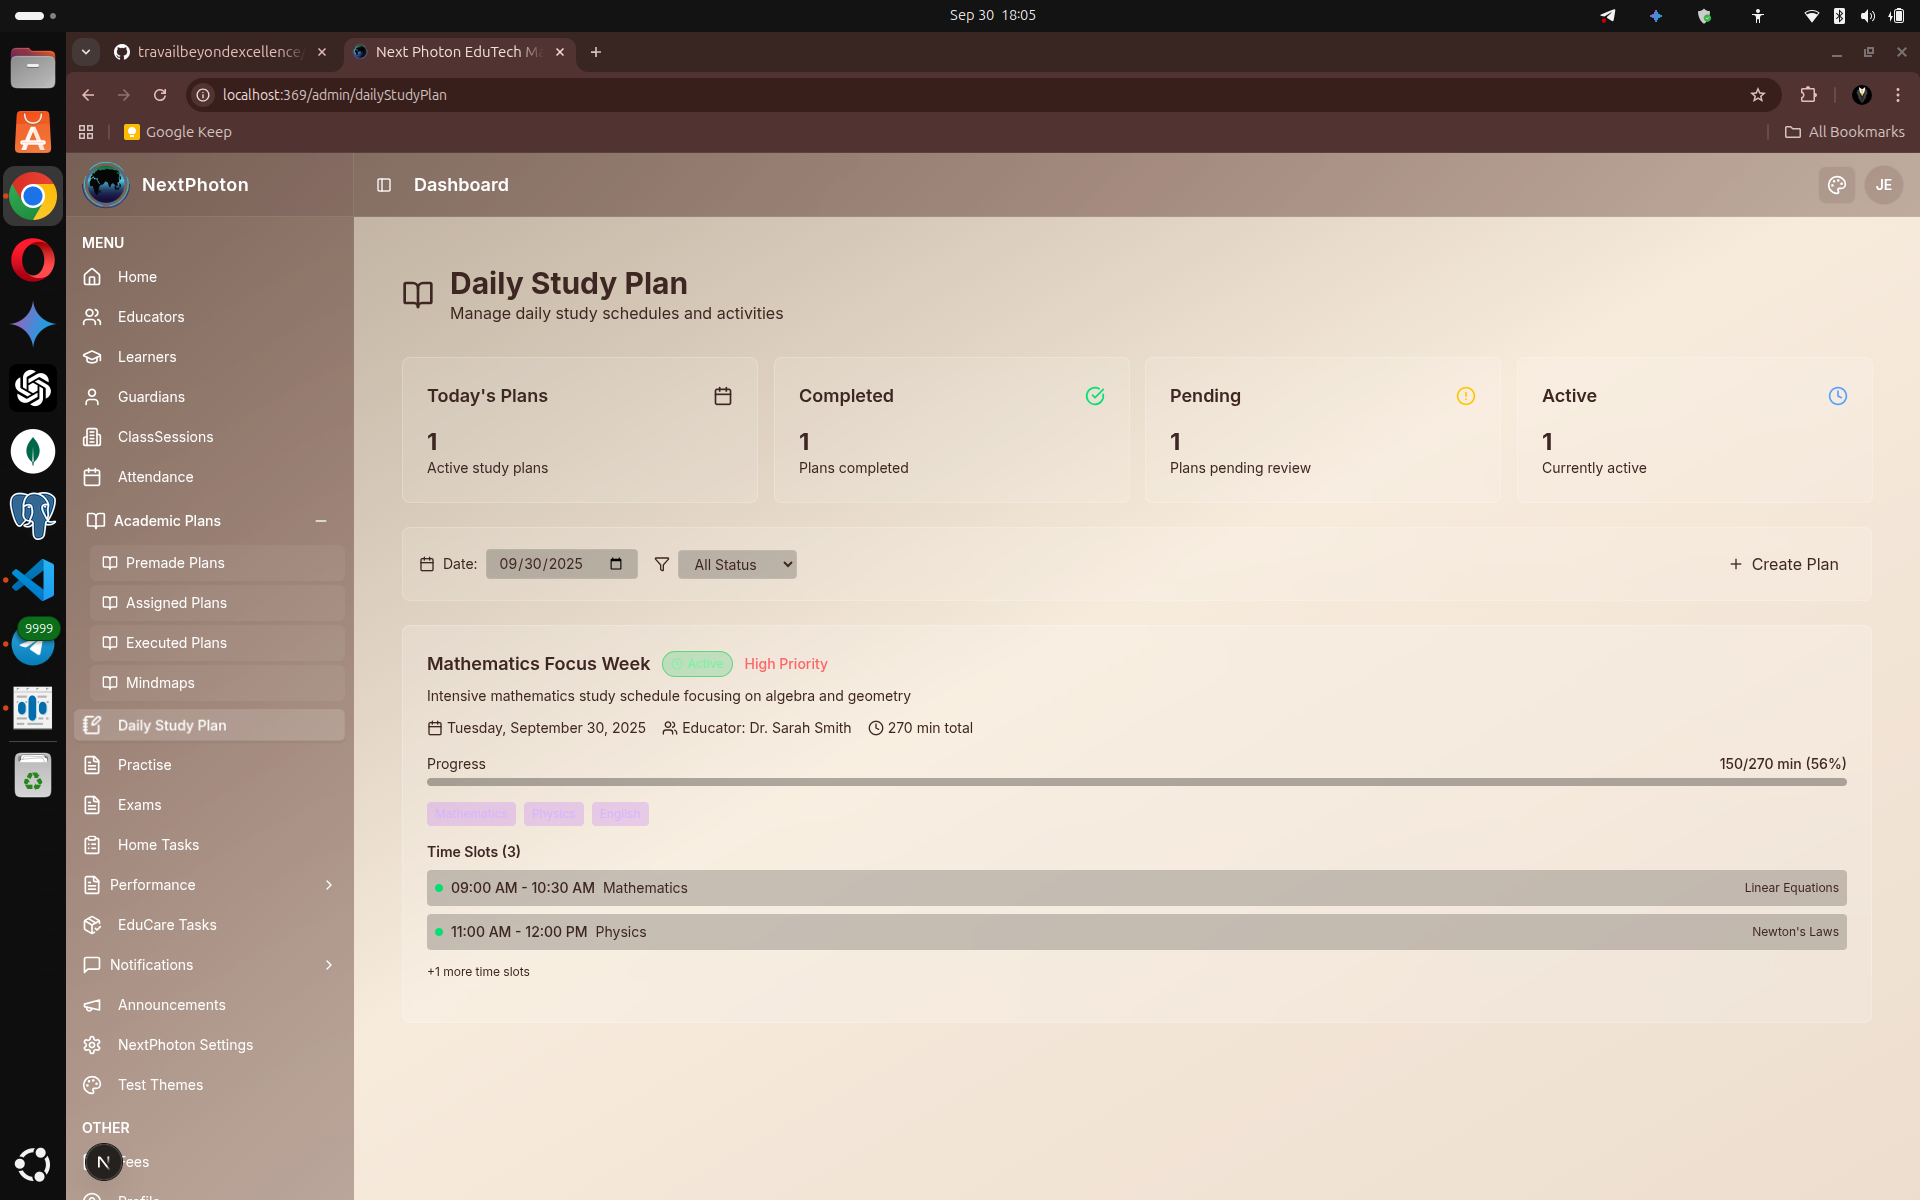 Sep 30 18:05
travailbeyondexcellence/
Next Photon EduTech Ma
localhost:369/admin/dailyStudyPlan
Google Keep
All Bookmarks
NextPhoton
Dashboard
JE
MENU
Home
Educators
Learners
Guardians
ClassSessions
Attendance
Academic Plans
Premade Plans
Assigned Plans
Executed Plans
Mindmaps
Daily Study Plan
Practise
Exams
Home Tasks
Performance
EduCare Tasks
Notifications
Announcements
NextPhoton Settings
Test Themes
OTHER
Fees
Profile
N
9999
Daily Study Plan
Manage daily study schedules and activities
Today's Plans
1
Active study plans
Completed
1
Plans completed
Pending
1
Plans pending review
Active
1
Currently active
Date: 09/30/2025 All Status
+ Create Plan
Mathematics Focus Week Active High Priority
Intensive mathematics study schedule focusing on algebra and geometry
Tuesday, September 30, 2025 Educator: Dr. Sarah Smith 270 min total
Progress 150/270 min (56%)
Mathematics Physics English
Time Slots (3)
09:00 AM - 10:30 AM Mathematics Linear Equations
11:00 AM - 12:00 PM Physics Newton's Laws
+1 more time slots